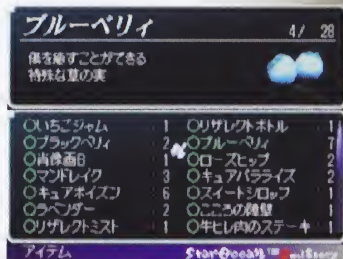 ブルーベリィ 4/ 28
傷を癒すことができる
特殊な草の実
○いちごジャム 1 ○リザレクトボトル 1
○ブラックベリィ 2 ○ブルーベリィ 7
○肖像画B 1 ○ローズヒップ 2
○マンドレイク 3 ○キュアパラライズ 2
○キュアポイズン 6 ○スイートシロップ 1
○ラベンダー 2 ○こころの鏡 1
○リザレクトミスト 1 ○牛ヒレ肉のステーキ 1
アイテム Star Ocean